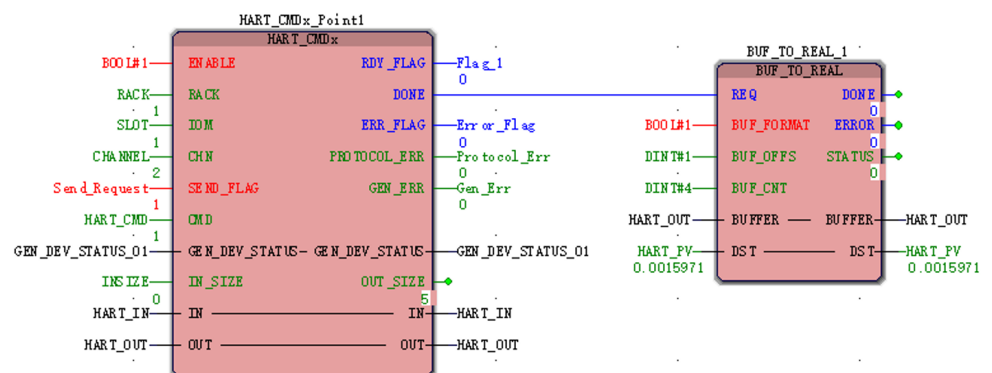 HART_CMDx_Point1
HART_CMDx
BOOL#1 ENABLE RDY_FLAG Flag_1
0
RACK RACK DONE
1
SLOT IOM ERR_FLAG Error_Flag
1 0
CHANNEL CHN PROTOCOL_ERR Protocol_Err
2 0
Send_Request SEND_FLAG GEN_ERR Gen_Err
1 0
HART_CMD CMD
1
GEN_DEV_STATUS_01 GEN_DEV_STATUS GEN_DEV_STATUS GEN_DEV_STATUS_01
INSIZE IN_SIZE OUT_SIZE
0 5
HART_IN IN IN HART_IN
HART_OUT OUT OUT HART_OUT
BUF_TO_REAL_1
BUF_TO_REAL
REQ DONE
0
BOOL#1 BUF_FORMAT ERROR
0
DINT#1 BUF_OFFS STATUS
0
DINT#4 BUF_CNT
HART_OUT BUFFER BUFFER HART_OUT
HART_PV DST DST HART_PV
0.0015971 0.0015971